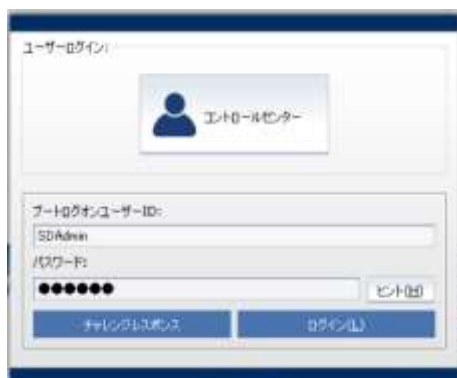 ユーザーログイン:
コントロールセンター
ブートログオンユーザーID:
SDAdmin
パスワード:
●●●●●●
ヒント(H)
チャレンジレスポンス
ログイン(L)